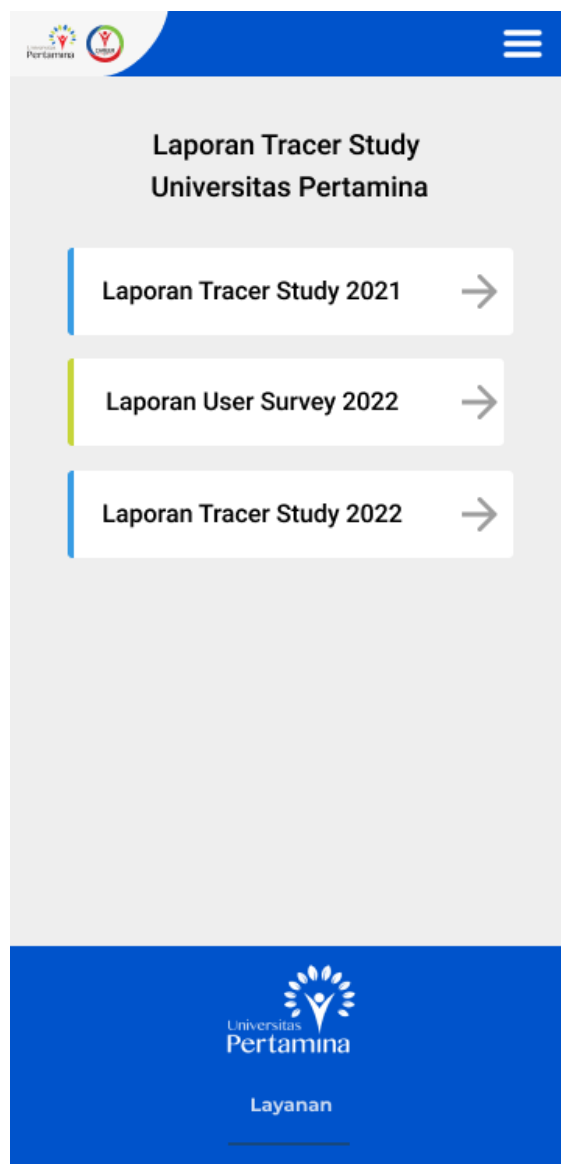 Universitas
Pertamina
CAREER
Laporan Tracer Study
Universitas Pertamina
Laporan Tracer Study 2021
Laporan User Survey 2022
Laporan Tracer Study 2022
Universitas
Pertamina
Layanan